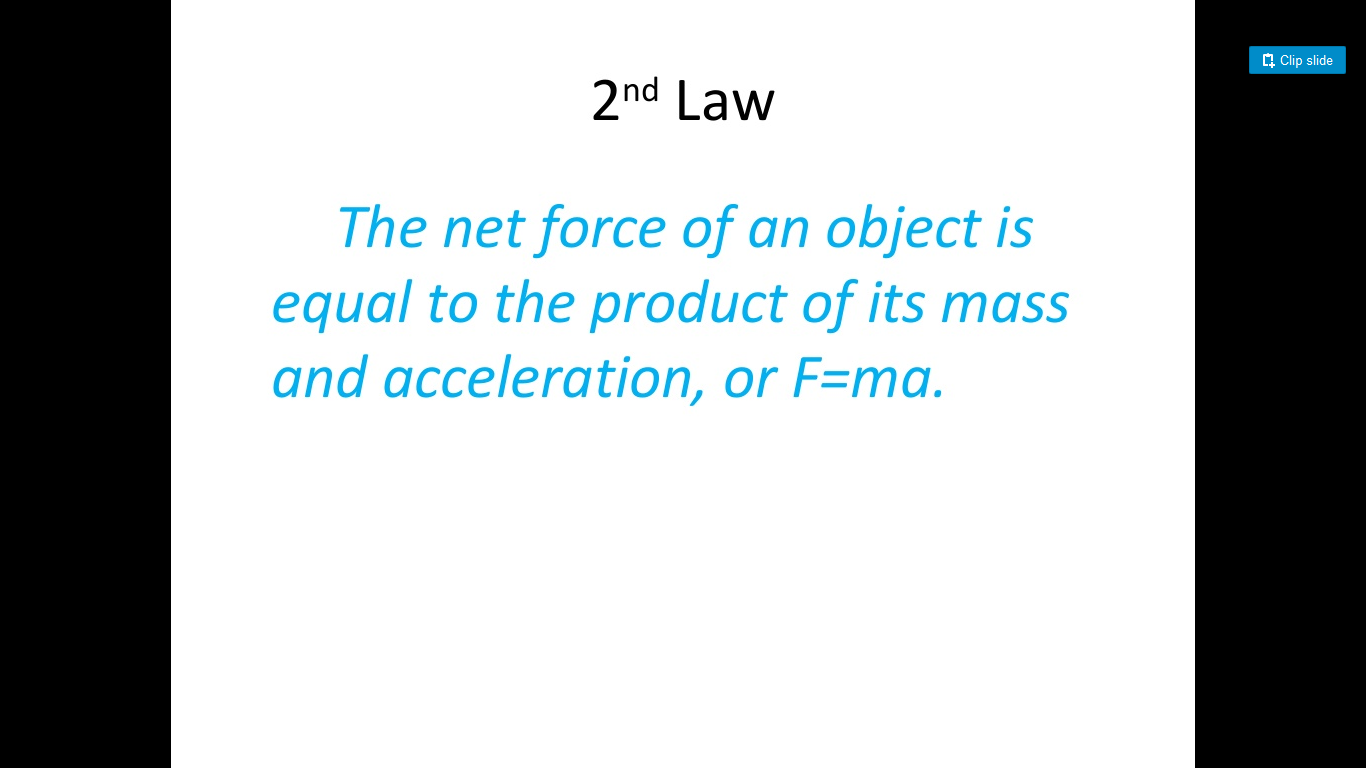 Clip slide
2nd Law
The net force of an object is
equal to the product of its mass
and acceleration, or F=ma.